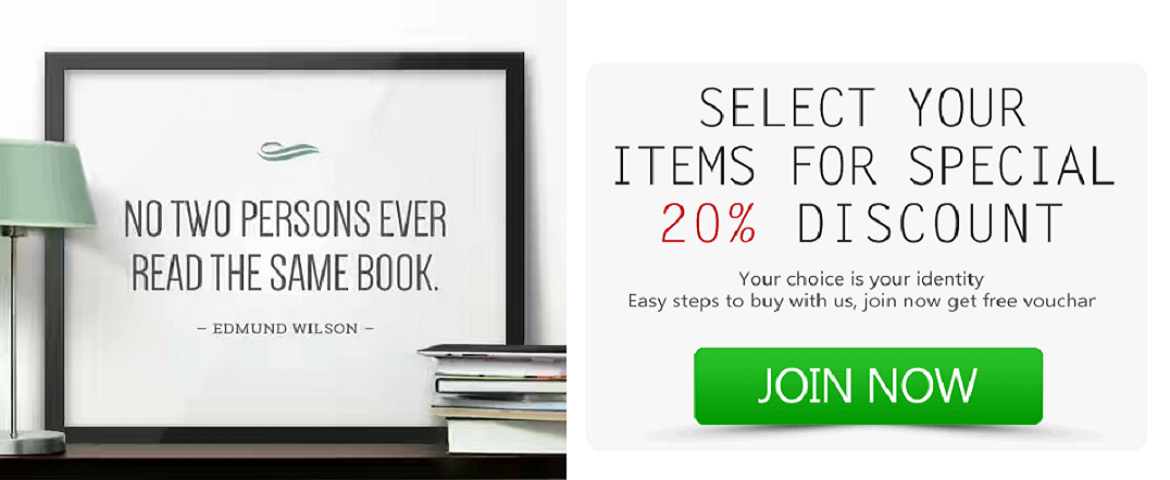 NO TWO PERSONS EVER
READ THE SAME BOOK.
– EDMUND WILSON –
SELECT YOUR
ITEMS FOR SPECIAL
20% DISCOUNT
Your choice is your identity
Easy steps to buy with us, join now get free vouchar
JOIN NOW